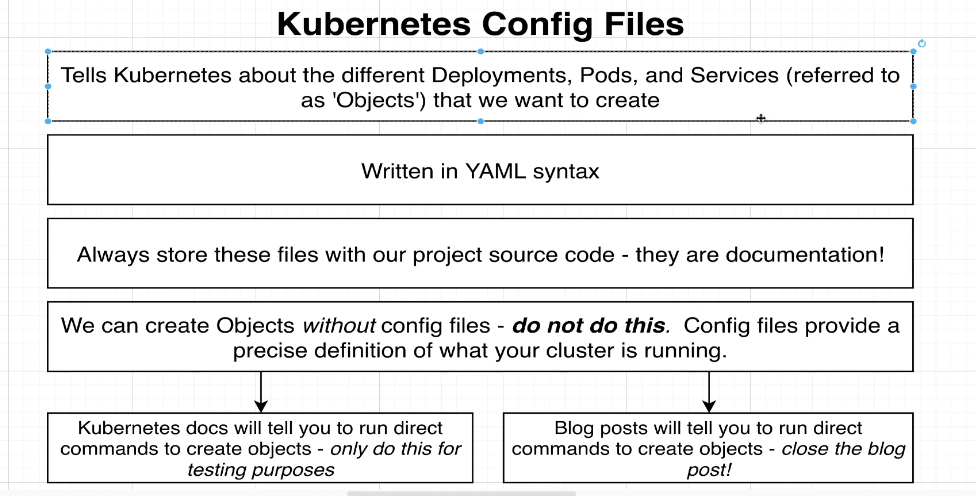 Kubernetes Config Files
Tells Kubernetes about the different Deployments, Pods, and Services (referred to
as 'Objects') that we want to create
Written in YAML syntax
Always store these files with our project source code - they are documentation!
We can create Objects without config files - do not do this.  Config files provide a
precise definition of what your cluster is running.
Kubernetes docs will tell you to run direct
commands to create objects - only do this for
testing purposes
Blog posts will tell you to run direct
commands to create objects - close the blog
post!